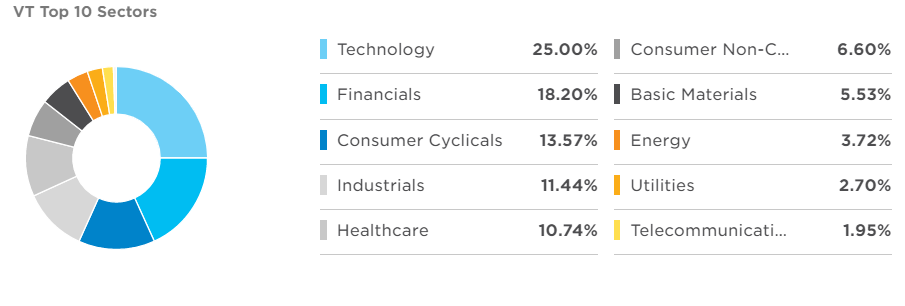 VT Top 10 Sectors
Technology 25.00%
Financials 18.20%
Consumer Cyclicals 13.57%
Industrials 11.44%
Healthcare 10.74%
Consumer Non-C... 6.60%
Basic Materials 5.53%
Energy 3.72%
Utilities 2.70%
Telecommunicati... 1.95%